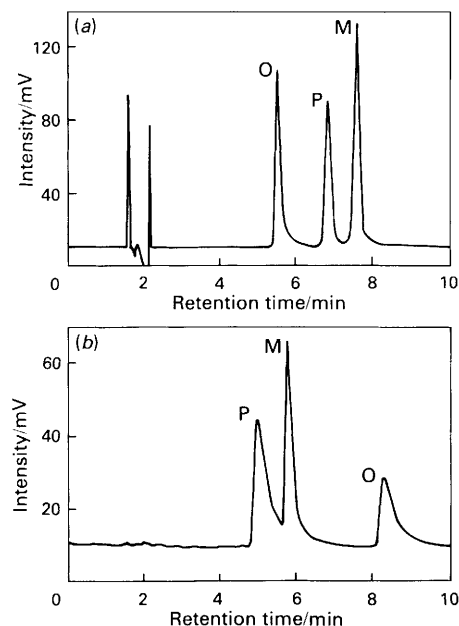 (a)
M
O
P
120
80
40
0
Intensity/mV
0 2 4 6 8 10
Retention time/min
(b)
M
P
O
60
40
20
Intensity/mV
0 2 4 6 8 10
Retention time/min